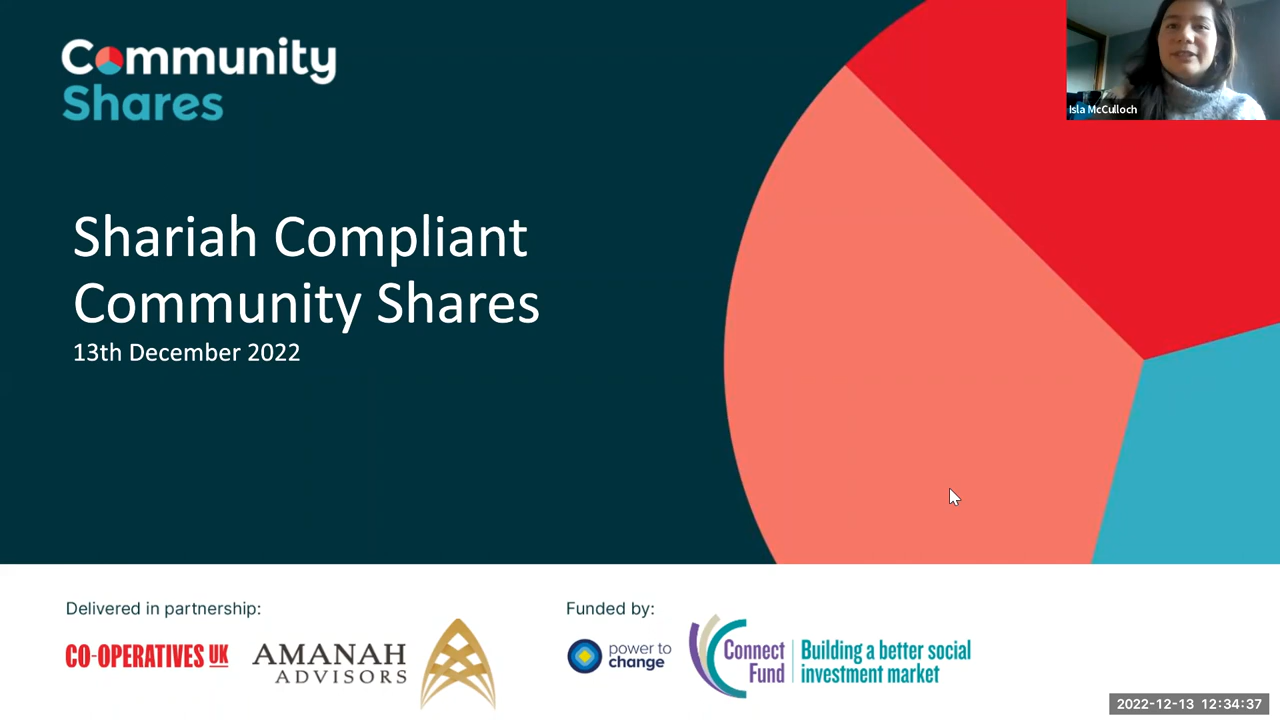 Community
Shares
Isla McCulloch
Shariah Compliant
Community Shares
13th December 2022
Delivered in partnership:
CO-OPERATIVES UK
AMANAH
ADVISORS
Funded by:
power to
change
Connect
Fund
Building a better social
investment market
2022-12-13 12:34:37